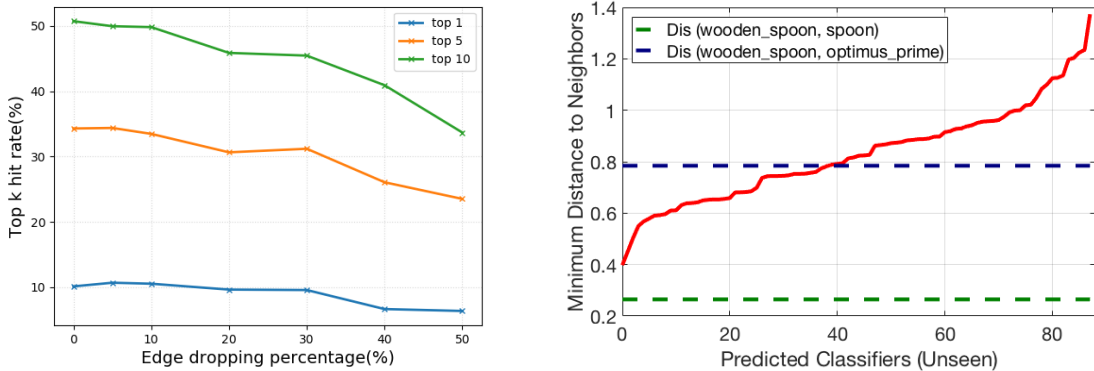 top 1
top 5
top 10
Top k hit rate(%)
50
40
30
20
10
0 10 20 30 40 50
Edge dropping percentage(%)
Dis (wooden_spoon, spoon)
Dis (wooden_spoon, optimus_prime)
Minimum Distance to Neighbors
1.4
1.2
1
0.8
0.6
0.4
0.2
0 20 40 60 80
Predicted Classifiers (Unseen)